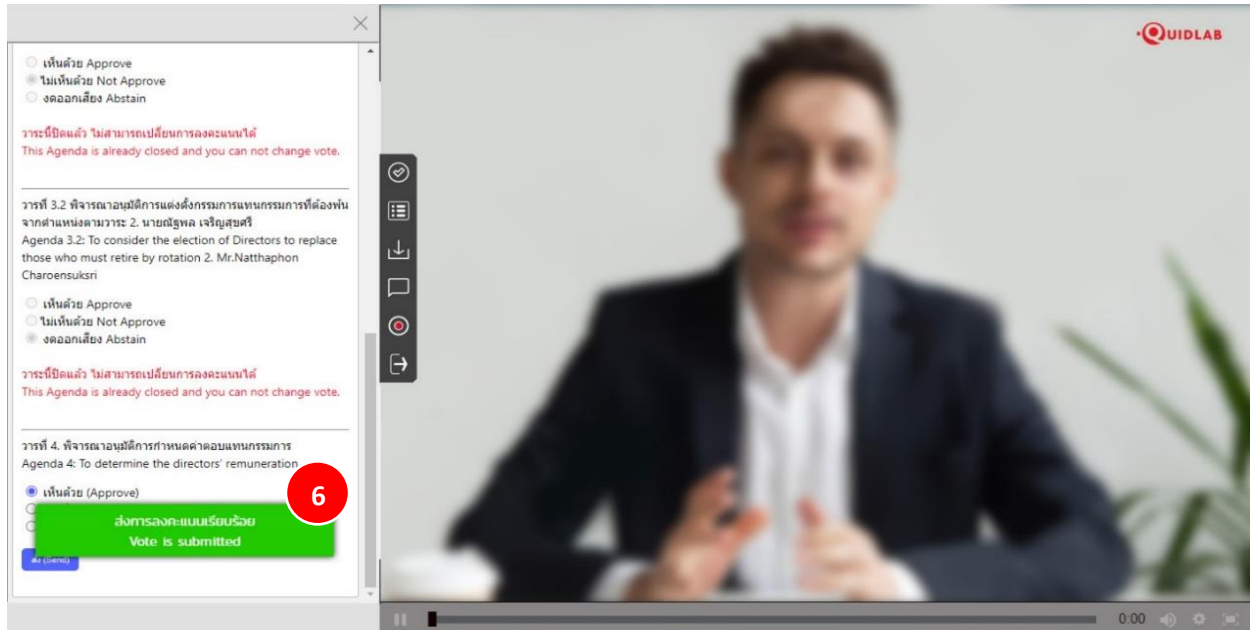 เห็นด้วย Approve
ไม่เห็นด้วย Not Approve
งดออกเสียง Abstain
วาระนี้ปิดแล้ว ไม่สามารถเปลี่ยนการลงคะแนนได้
This Agenda is already closed and you can not change vote.
วารที่ 3.2 พิจารณาอนุมัติการแต่งตั้งกรรมการแทนกรรมการที่ต้องพ้น
จากตำแหน่งตามวาระ 2. นายณัฐพล เจริญสุขศรี
Agenda 3.2: To consider the election of Directors to replace
those who must retire by rotation 2. Mr.Natthaphon
Charoensuksri
เห็นด้วย Approve
ไม่เห็นด้วย Not Approve
งดออกเสียง Abstain
วาระนี้ปิดแล้ว ไม่สามารถเปลี่ยนการลงคะแนนได้
This Agenda is already closed and you can not change vote.
วารที่ 4. พิจารณาอนุมัติการกำหนดค่าตอบแทนกรรมการ
Agenda 4: To determine the directors' remuneration
เห็นด้วย (Approve)
6
ส่งการลงคะแนนเรียบร้อย
Vote is submitted
(Send)
QUIDLAB
0:00